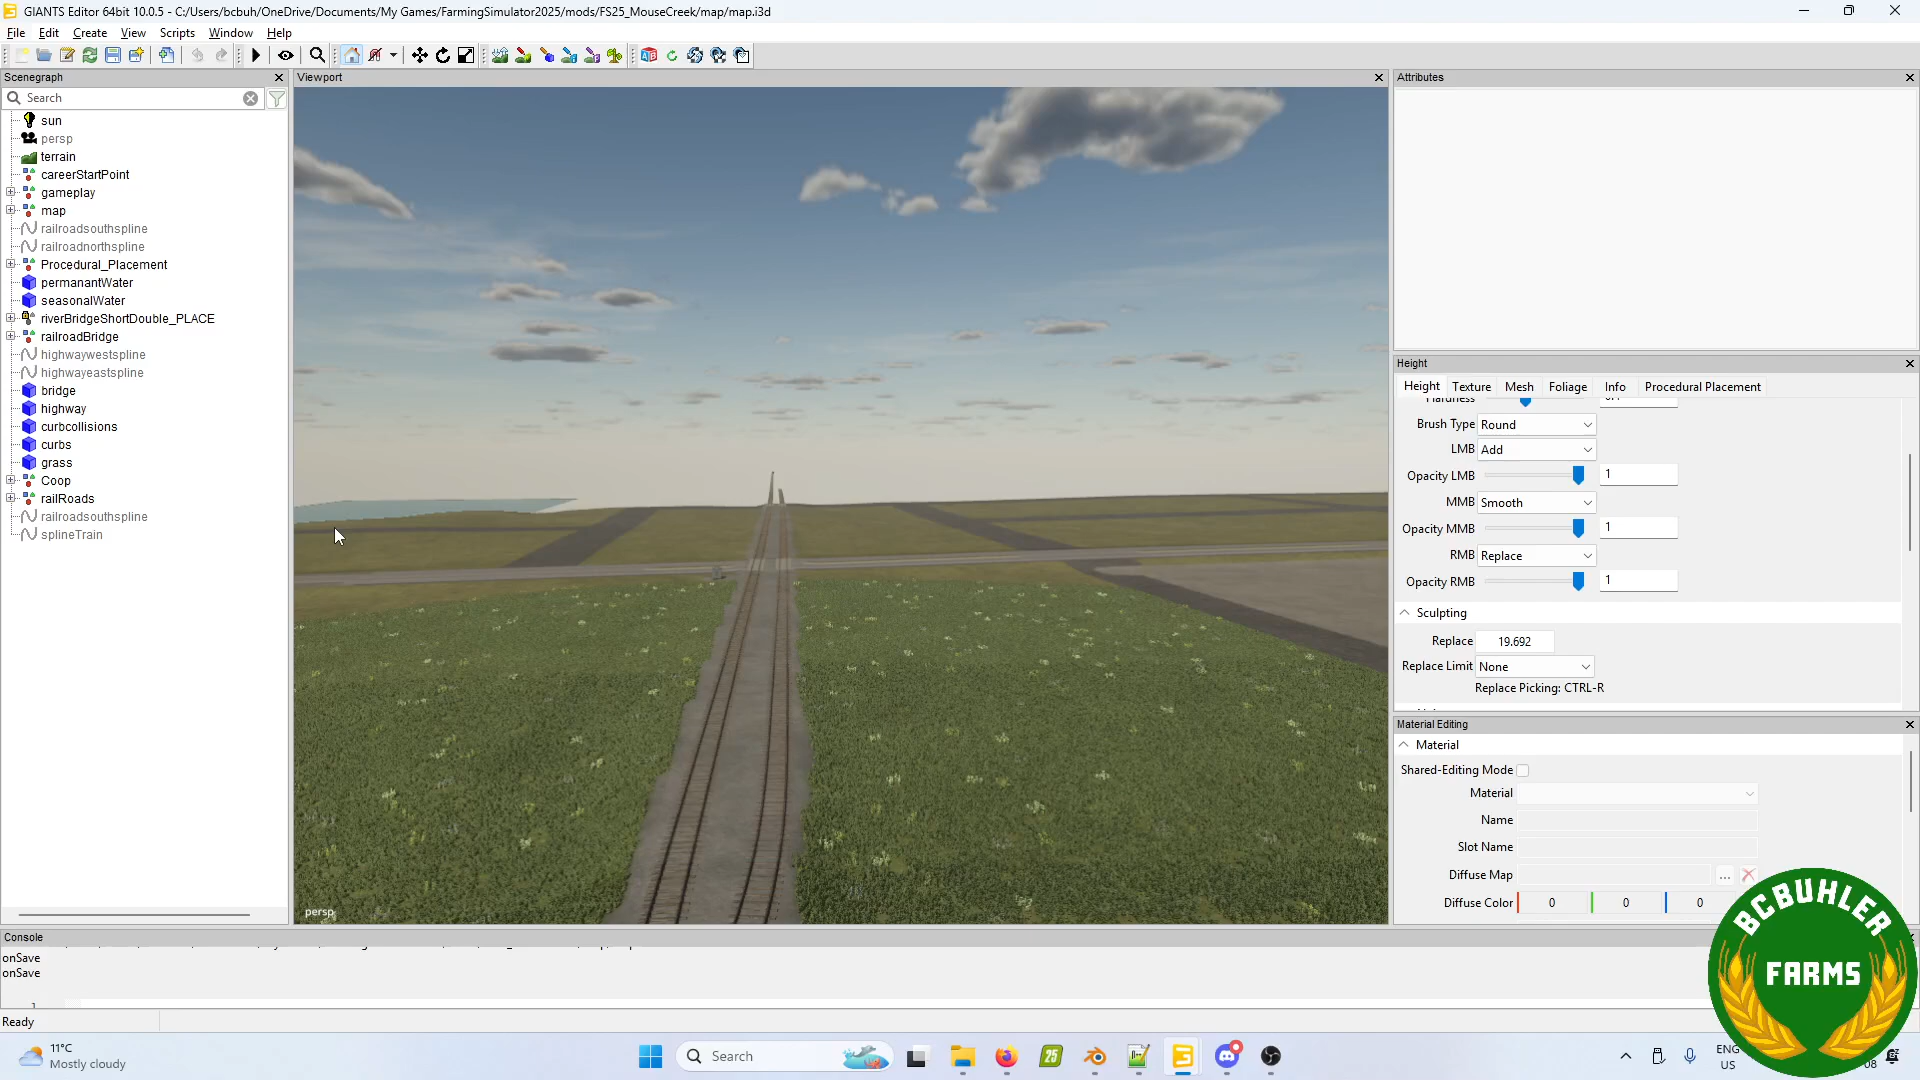 GIANTS Editor 64bit 10.0.5 - C:/Users/bcbuh/OneDrive/Documents/My Games/FarmingSimulator2025/mods/FS25_MouseCreek/map/map.i3d
File Edit Create View Scripts Window Help
Scenegraph
Search
sun
persp
terrain
careerStartPoint
gameplay
map
railroadsouthspline
railroadnorthspline
Procedural_Placement
permanantWater
seasonalWater
riverBridgeShortDouble_PLACE
railroadBridge
highwaywestspline
highwayeastspline
bridge
highway
curbcollisions
curbs
grass
Coop
railRoads
railroadsouthspline
splineTrain
Viewport
persp
Attributes
Height
Height Texture Mesh Foliage Info Procedural Placement
Hardness
Brush Type Round
LMB Add
Opacity LMB 1
MMB Smooth
Opacity MMB 1
RMB Replace
Opacity RMB 1
Sculpting
Replace 19.692
Replace Limit None
Replace Picking: CTRL-R
Material Editing
Material
Shared-Editing Mode
Material
Name
Slot Name
Diffuse Map ...
Diffuse Color 0 0 0
Console
onSave
onSave
1
Ready
BCBUHLER
FARMS
11°C
Mostly cloudy
Search
25
ENG
US
08